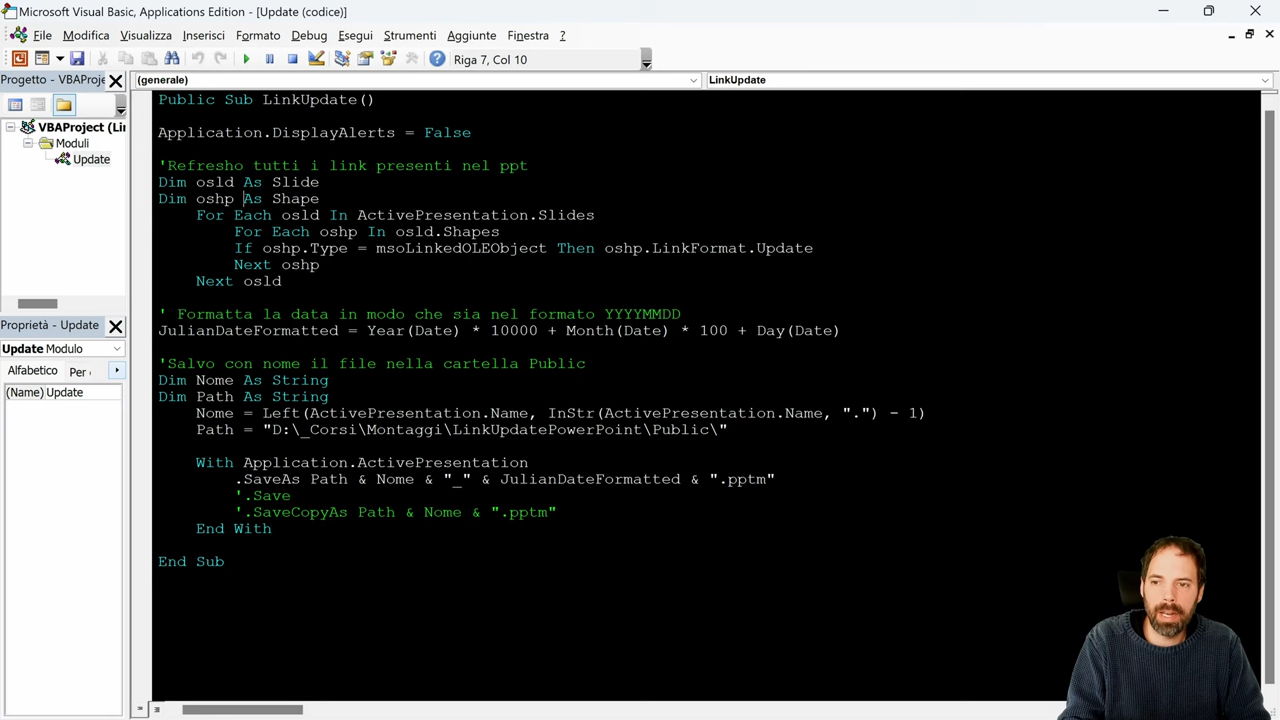 Microsoft Visual Basic, Applications Edition - [Update (codice)]
File Modifica Visualizza Inserisci Formato Debug Esegui Strumenti Aggiunte Finestra ?
Riga 7, Col 10
Progetto - VBAProje
(generale)
LinkUpdate
VBAProject (Li
Moduli
Update
Public Sub LinkUpdate()
Application.DisplayAlerts = False
'Refresho tutti i link presenti nel ppt
Dim osld As Slide
Dim oshp As Shape
For Each osld In ActivePresentation.Slides
For Each oshp In osld.Shapes
If oshp.Type = msoLinkedOLEObject Then oshp.LinkFormat.Update
Next oshp
Next osld
' Formatta la data in modo che sia nel formato YYYYMMDD
JulianDateFormatted = Year(Date) * 10000 + Month(Date) * 100 + Day(Date)
'Salvo con nome il file nella cartella Public
Dim Nome As String
Dim Path As String
Nome = Left(ActivePresentation.Name, InStr(ActivePresentation.Name, ".") - 1)
Path = "D:\_Corsi\Montaggi\LinkUpdatePowerPoint\Public\"
With Application.ActivePresentation
.SaveAs Path & Nome & "_" & JulianDateFormatted & ".pptm"
'.Save
'.SaveCopyAs Path & Nome & ".pptm"
End With
End Sub
Proprietà - Update
Update Modulo
Alfabetico Per
(Name) Update